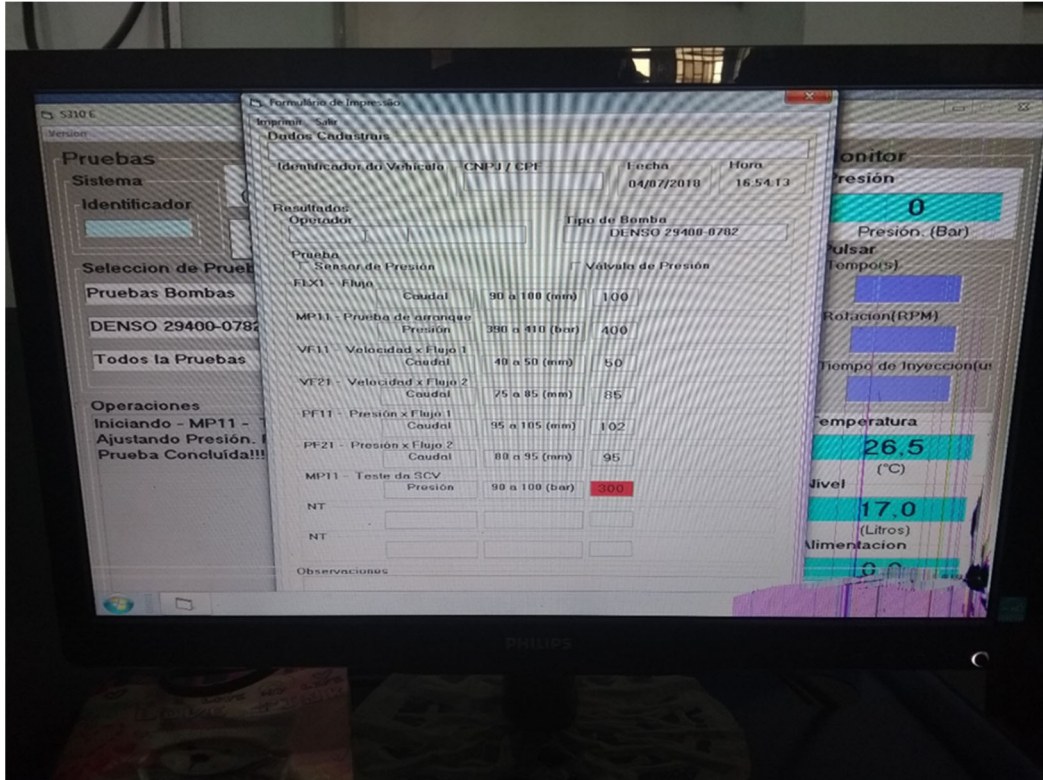 S310 E
Version
Pruebas
Sistema
Identificador
Seleccion de Prueb
Pruebas Bombas
DENSO 29400-0782
Todos la Pruebas
Operaciones
Iniciando - MP11 -
Ajustando Presión.
Prueba Concluída!!!
Formulário de Impressão
Imprimir Salir
Dados Cadastrais
Identificador do Vehículo CNPJ / CPF Fecha Hora
04/07/2018 16:54:13
Resultados
Operador Tipo de Bomba
DENSO 29400-0782
Prueba
Sensor de Presión Válvula de Presión
FLX1 - Flujo
Caudal 90 a 100 (mm) 100
MP11 - Prueba de arranque
Presión 390 a 410 (bar) 400
VF11 - Velocidad x Flujo 1
Caudal 40 a 50 (mm) 50
VF21 - Velocidad x Flujo 2
Caudal 75 a 85 (mm) 85
PF11 - Presión x Flujo 1
Caudal 95 a 105 (mm) 102
PF21 - Presión x Flujo 2
Caudal 80 a 95 (mm) 95
MP11 - Teste da SCV
Presión 90 a 100 (bar) 300
NT
NT
Observaciones
onitor
Presión
0
Presión. (Bar)
Pulsar
Tempo(s)
Rotacion(RPM)
Tiempo de Inyeccion(us
Temperatura
26,5
(°C)
Nivel
17,0
(Litros)
Alimentacion
PHILIPS